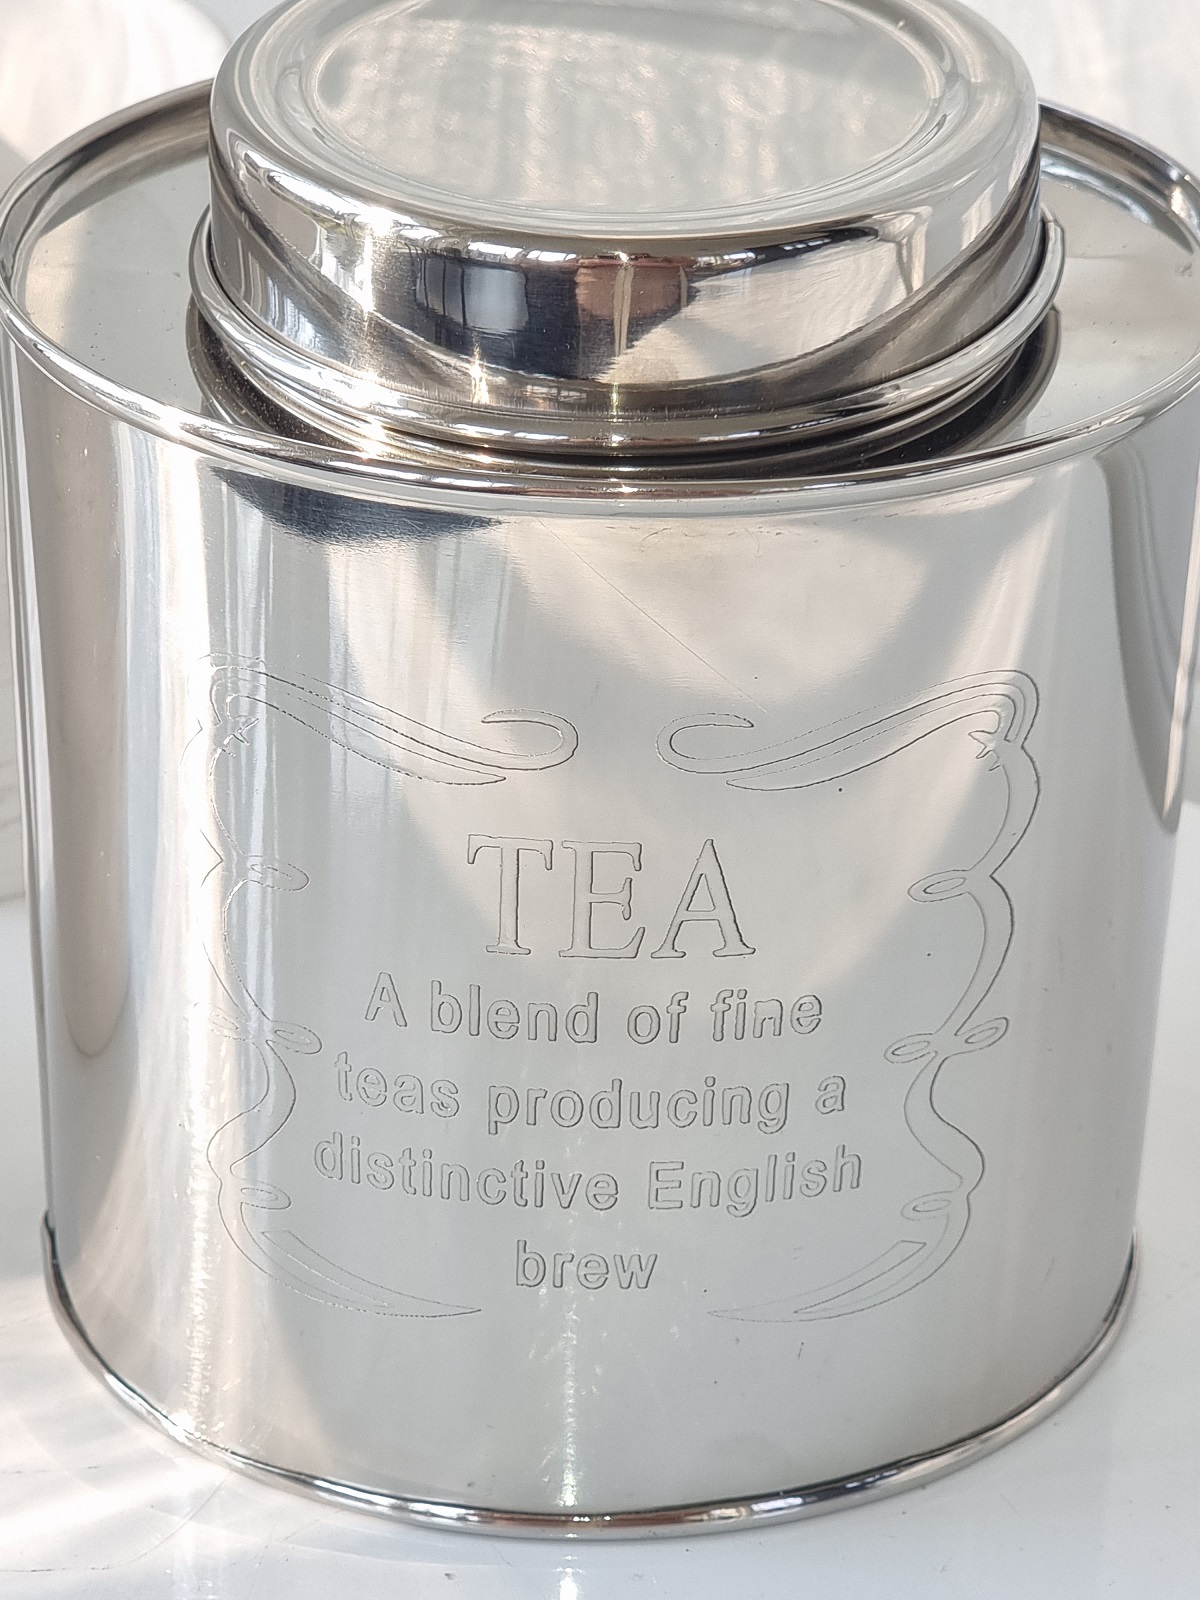 TEA
A blend of fine
teas producing a
distinctive English
brew